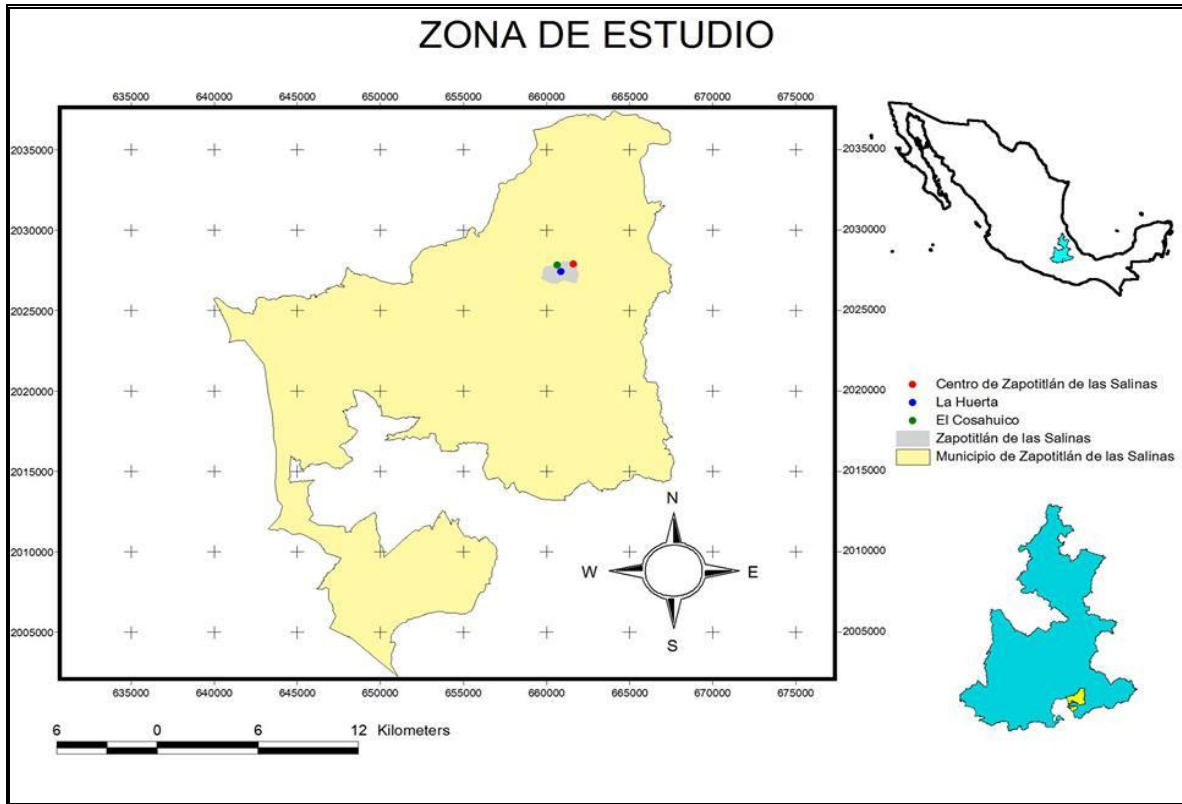 ZONA DE ESTUDIO
635000 640000 645000 650000 655000 660000 665000 670000 675000
2035000 2035000
2030000 2030000
2025000 2025000
2020000 2020000
2015000 2015000
2010000 2010000
2005000 2005000
635000 640000 645000 650000 655000 660000 665000 670000 675000
N
W E
S
6 0 6 12 Kilometers
Centro de Zapotitlán de las Salinas
La Huerta
El Cosahuico
Zapotitlán de las Salinas
Municipio de Zapotitlán de las Salinas